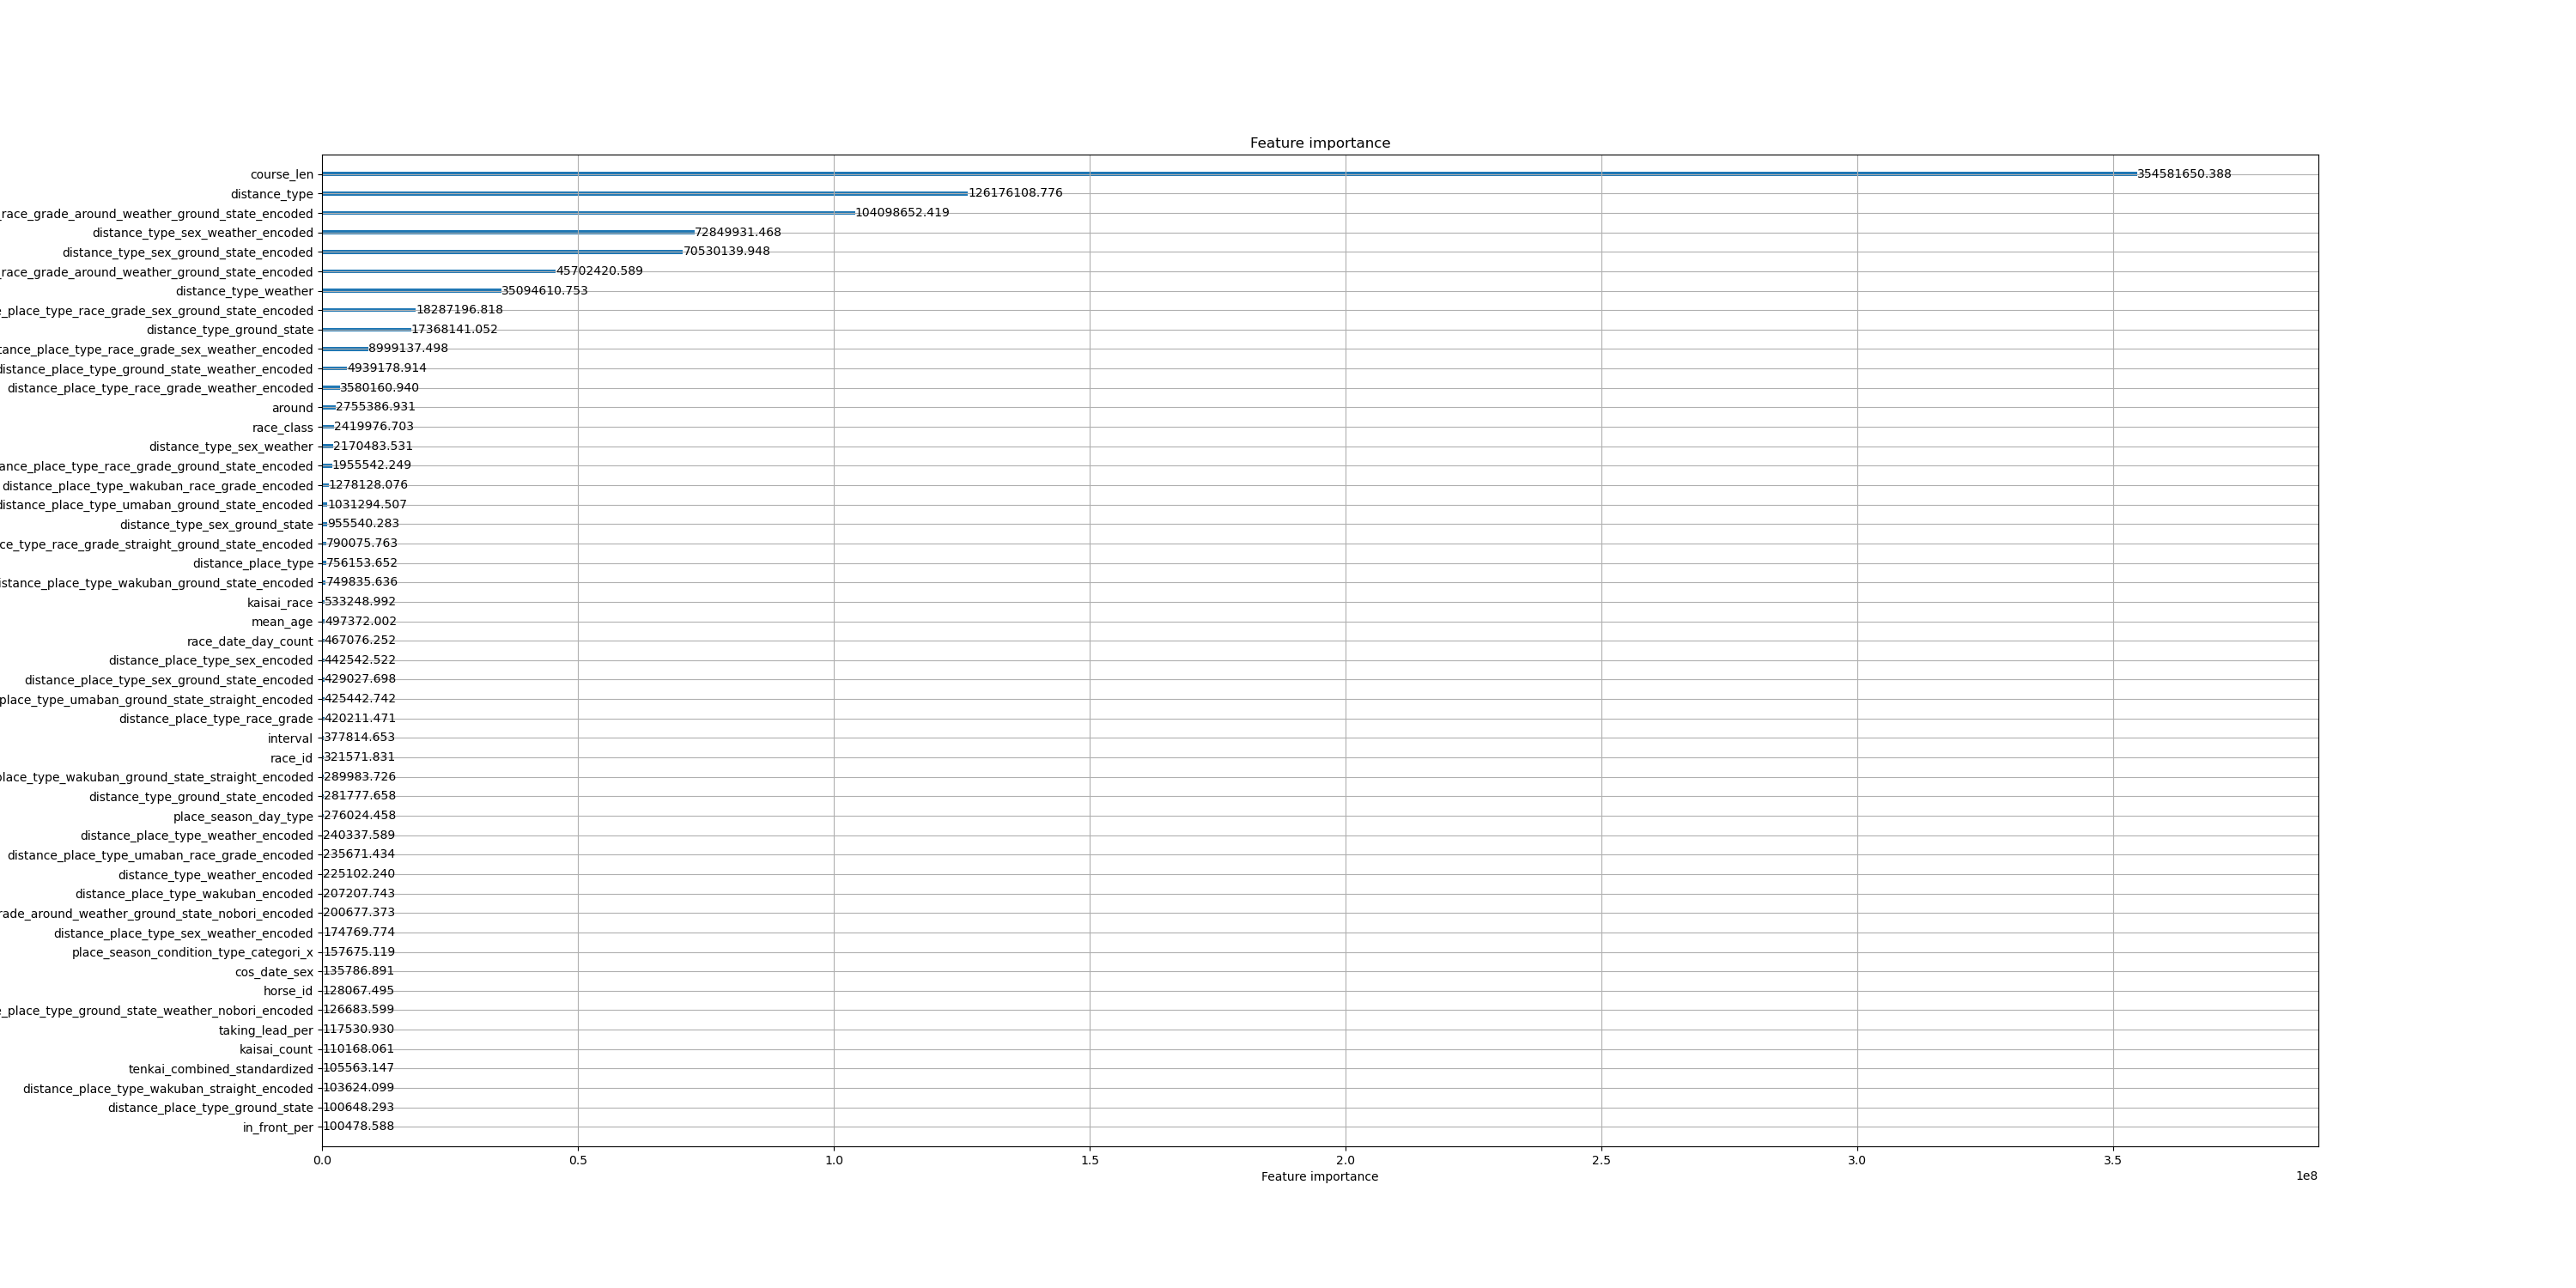 Feature importance
course_len 354581650.388
distance_type 126176108.776
_race_grade_around_weather_ground_state_encoded 104098652.419
distance_type_sex_weather_encoded 72849931.468
distance_type_sex_ground_state_encoded 70530139.948
_race_grade_around_weather_ground_state_encoded 45702420.589
distance_type_weather 35094610.753
_place_type_race_grade_sex_ground_state_encoded 18287196.818
distance_type_ground_state 17368141.052
tance_place_type_race_grade_sex_weather_encoded 8999137.498
distance_place_type_ground_state_weather_encoded 4939178.914
distance_place_type_race_grade_weather_encoded 3580160.940
around 2755386.931
race_class 2419976.703
distance_type_sex_weather 2170483.531
ance_place_type_race_grade_ground_state_encoded 1955542.249
distance_place_type_wakuban_race_grade_encoded 1278128.076
distance_place_type_umaban_ground_state_encoded 1031294.507
distance_type_sex_ground_state 955540.283
ce_type_race_grade_straight_ground_state_encoded 790075.763
distance_place_type 756153.652
istance_place_type_wakuban_ground_state_encoded 749835.636
kaisai_race 533248.992
mean_age 497372.002
race_date_day_count 467076.252
distance_place_type_sex_encoded 442542.522
distance_place_type_sex_ground_state_encoded 429027.698
place_type_umaban_ground_state_straight_encoded 425442.742
distance_place_type_race_grade 420211.471
interval 377814.653
race_id 321571.831
place_type_wakuban_ground_state_straight_encoded 289983.726
distance_type_ground_state_encoded 281777.658
place_season_day_type 276024.458
distance_place_type_weather_encoded 240337.589
distance_place_type_umaban_race_grade_encoded 235671.434
distance_type_weather_encoded 225102.240
distance_place_type_wakuban_encoded 207207.743
rade_around_weather_ground_state_nobori_encoded 200677.373
distance_place_type_sex_weather_encoded 174769.774
place_season_condition_type_categori_x 157675.119
cos_date_sex 135786.891
horse_id 128067.495
_place_type_ground_state_weather_nobori_encoded 126683.599
taking_lead_per 117530.930
kaisai_count 110168.061
tenkai_combined_standardized 105563.147
distance_place_type_wakuban_straight_encoded 103624.099
distance_place_type_ground_state 100648.293
in_front_per 100478.588
0.0 0.5 1.0 1.5 2.0 2.5 3.0 3.5
Feature importance
1e8